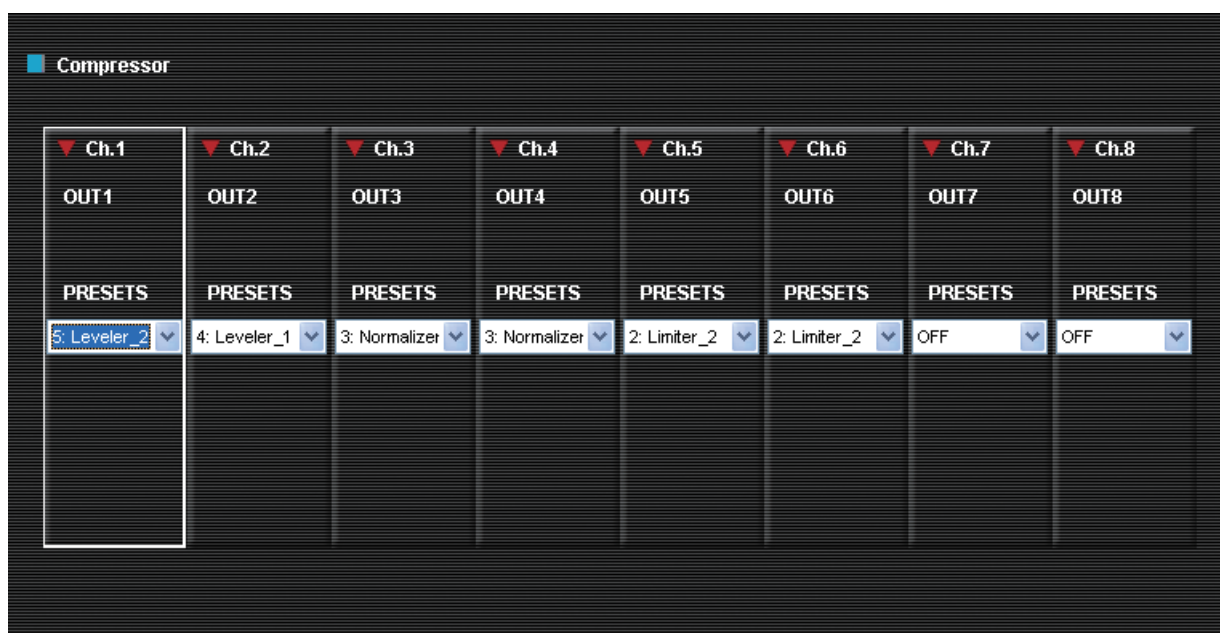 Compressor
Ch.1 Ch.2 Ch.3 Ch.4 Ch.5 Ch.6 Ch.7 Ch.8
OUT1 OUT2 OUT3 OUT4 OUT5 OUT6 OUT7 OUT8
PRESETS PRESETS PRESETS PRESETS PRESETS PRESETS PRESETS PRESETS
5: Leveler_2 4: Leveler_1 3: Normalizer 3: Normalizer 2: Limiter_2 2: Limiter_2 OFF OFF